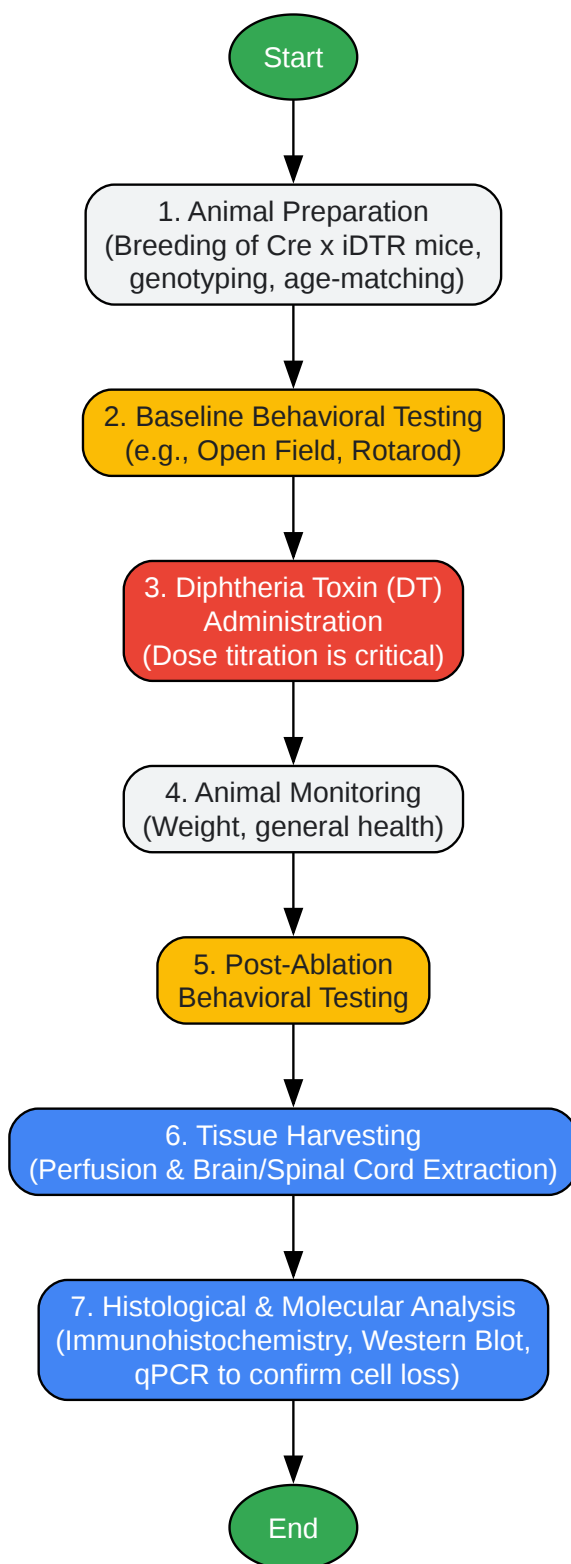 Start
1. Animal Preparation
(Breeding of Cre x iDTR mice,
genotyping, age-matching)
2. Baseline Behavioral Testing
(e.g., Open Field, Rotarod)
3. Diphtheria Toxin (DT)
Administration
(Dose titration is critical)
4. Animal Monitoring
(Weight, general health)
5. Post-Ablation
Behavioral Testing
6. Tissue Harvesting
(Perfusion & Brain/Spinal Cord Extraction)
7. Histological & Molecular Analysis
(Immunohistochemistry, Western Blot,
qPCR to confirm cell loss)
End